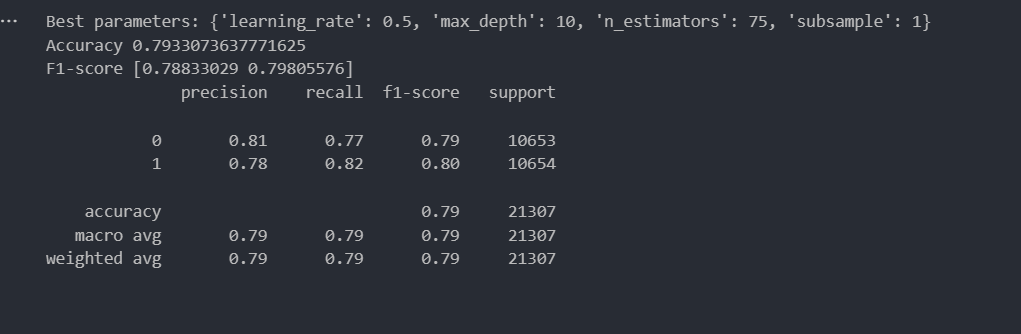 Best parameters: {'learning_rate': 0.5, 'max_depth': 10, 'n_estimators': 75, 'subsample': 1}
Accuracy 0.7933073637771625
F1-score [0.78833029 0.79805576]
precision recall f1-score support
0 0.81 0.77 0.79 10653
1 0.78 0.82 0.80 10654
accuracy 0.79 21307
macro avg 0.79 0.79 0.79 21307
weighted avg 0.79 0.79 0.79 21307